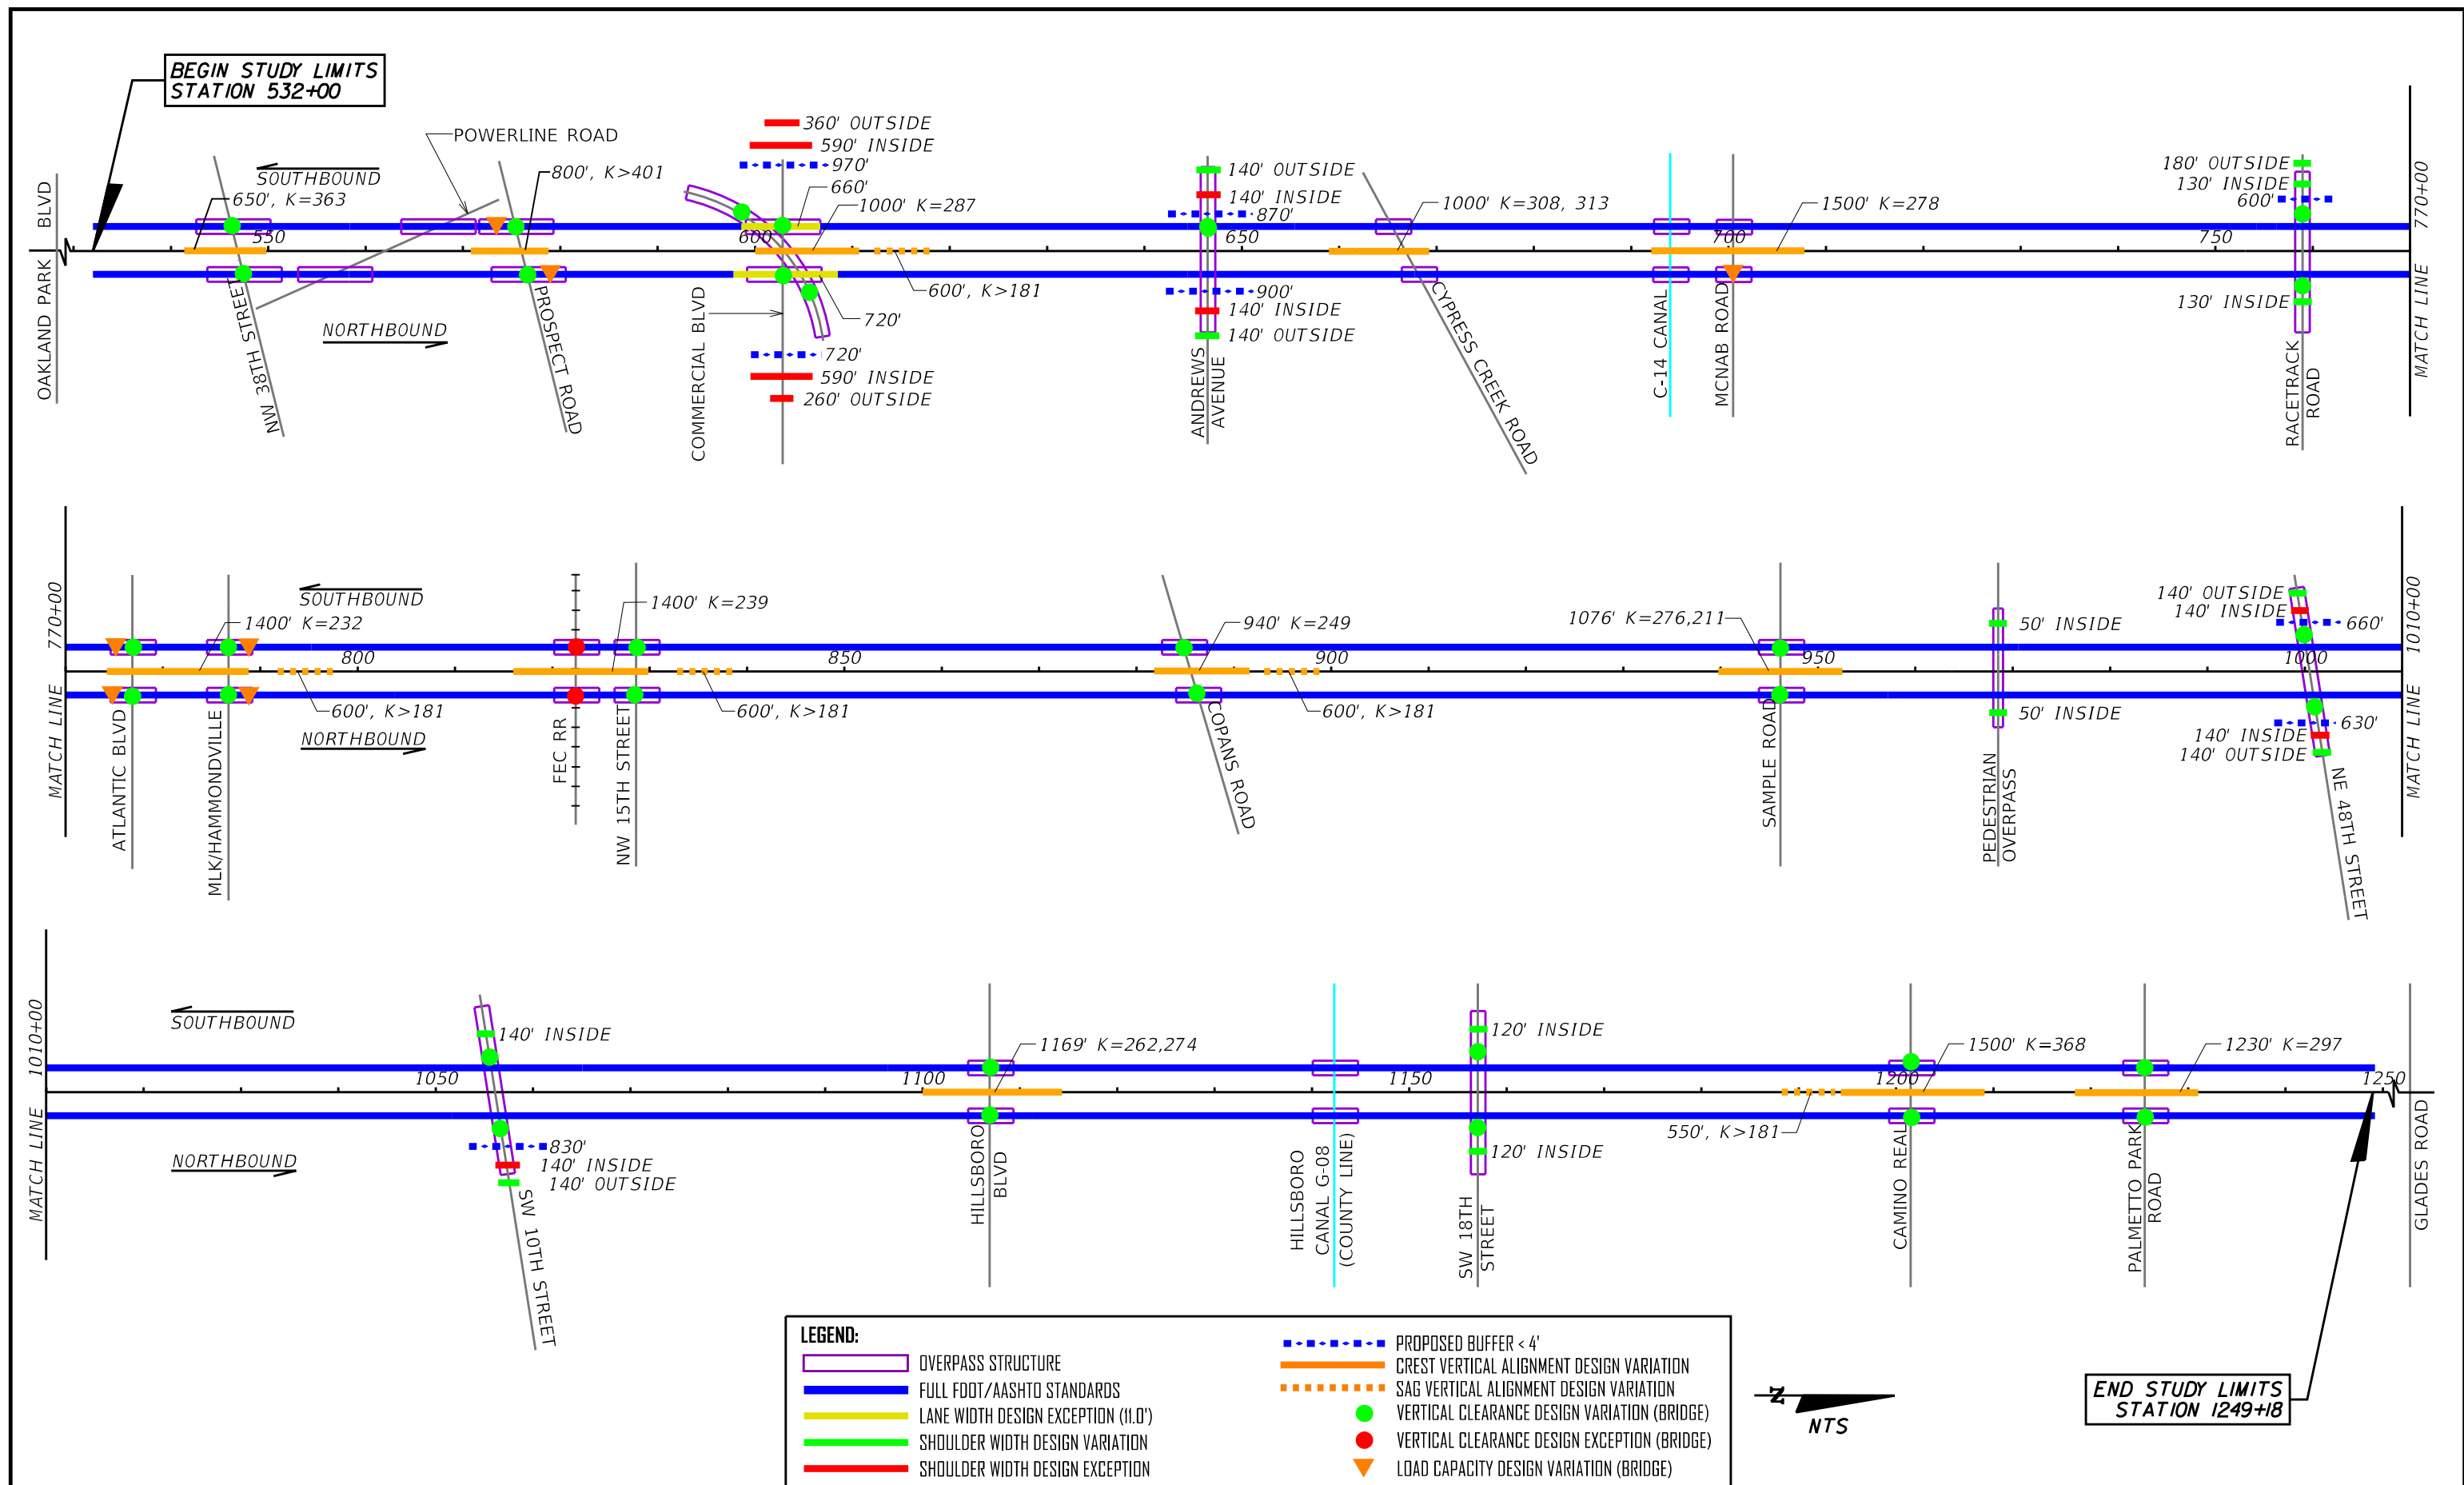 BEGIN STUDY LIMITS
STATION 532+00
POWERLINE ROAD
SOUTHBOUND
650', K=363
800', K>401
360' OUTSIDE
590' INSIDE
970'
660'
1000' K=287
140' OUTSIDE
140' INSIDE
870'
1000' K=308, 313
1500' K=278
180' OUTSIDE
130' INSIDE
600'
770+00
MATCH LINE
OAKLAND PARK BLVD
550
600
650
700
750
NORTHBOUND
NW 38TH STREET
PROSPECT ROAD
COMMERCIAL BLVD
600', K>181
720'
720'
590' INSIDE
260' OUTSIDE
900'
140' INSIDE
140' OUTSIDE
ANDREWS
AVENUE
CYPRESS CREEK ROAD
C-14 CANAL
MCNAB ROAD
130' INSIDE
RACETRACK
ROAD
770+00
MATCH LINE
SOUTHBOUND
1400' K=232
1400' K=239
940' K=249
1076' K=276,211
50' INSIDE
140' OUTSIDE
140' INSIDE
660'
1010+00
MATCH LINE
800
850
900
950
1000
600', K>181
NORTHBOUND
600', K>181
600', K>181
50' INSIDE
630'
140' INSIDE
140' OUTSIDE
ATLANTIC BLVD
MLK/HAMMONDVILLE
FEC RR
NW 15TH STREET
COPANS ROAD
SAMPLE ROAD
PEDESTRIAN
OVERPASS
NE 48TH STREET
1010+00
MATCH LINE
SOUTHBOUND
140' INSIDE
1169' K=262,274
120' INSIDE
1500' K=368
1230' K=297
1050
1100
1150
1200
1250
NORTHBOUND
830'
140' INSIDE
140' OUTSIDE
120' INSIDE
550', K>181
SW 10TH STREET
HILLSBORO
BLVD
HILLSBORO
CANAL G-08
(COUNTY LINE)
SW 18TH
STREET
CAMINO REAL
PALMETTO PARK
ROAD
GLADES ROAD
LEGEND:
OVERPASS STRUCTURE
FULL FDOT/AASHTO STANDARDS
LANE WIDTH DESIGN EXCEPTION (11.0')
SHOULDER WIDTH DESIGN VARIATION
SHOULDER WIDTH DESIGN EXCEPTION
PROPOSED BUFFER < 4'
CREST VERTICAL ALIGNMENT DESIGN VARIATION
SAG VERTICAL ALIGNMENT DESIGN VARIATION
VERTICAL CLEARANCE DESIGN VARIATION (BRIDGE)
VERTICAL CLEARANCE DESIGN EXCEPTION (BRIDGE)
LOAD CAPACITY DESIGN VARIATION (BRIDGE)
Z
NTS
END STUDY LIMITS
STATION 1249+18